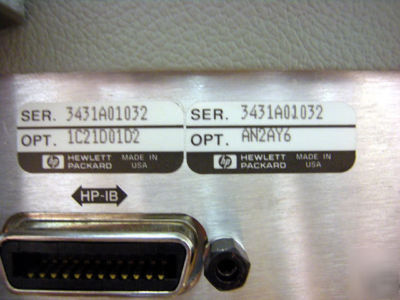 SER. 3431A01032
OPT. 1C21D01D2
hp HEWLETT PACKARD MADE IN USA
SER. 3431A01032
OPT. AN2AY6
hp HEWLETT PACKARD MADE IN USA
HP-IB